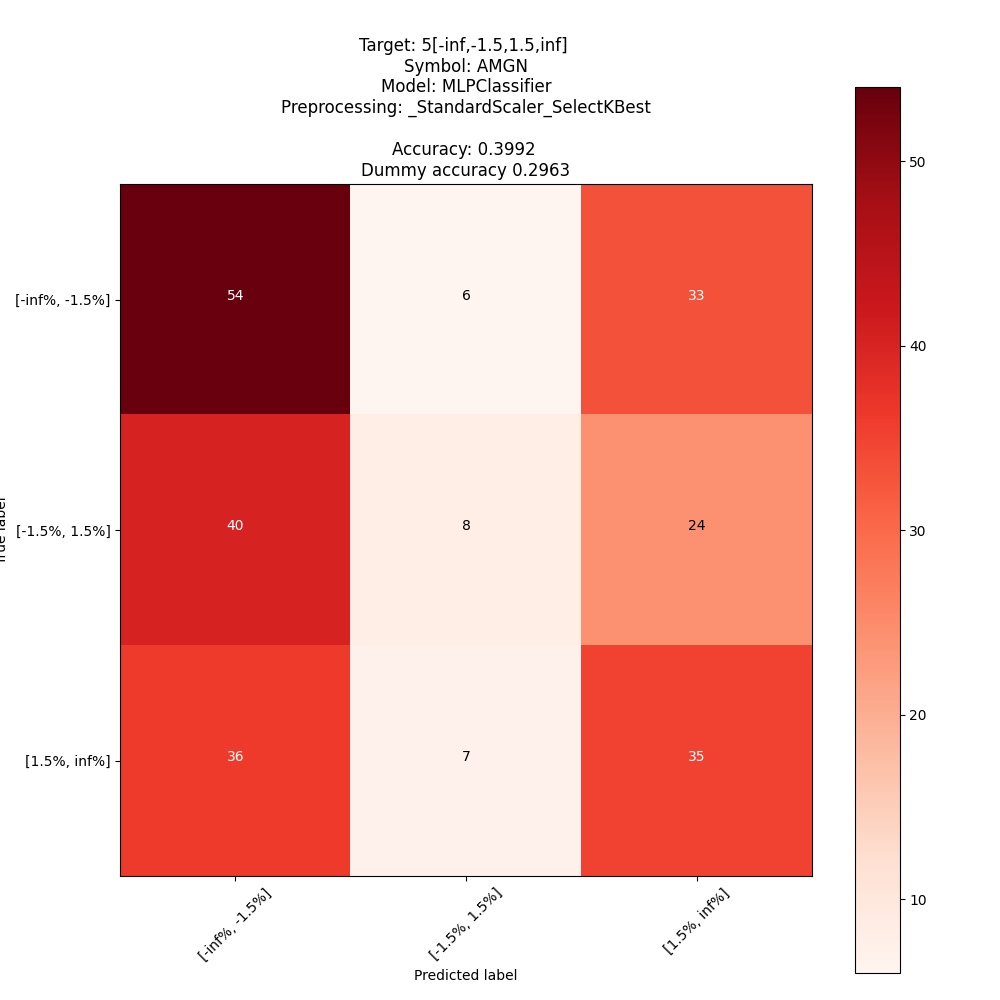 Target: 5[-inf,-1.5,1.5,inf]
Symbol: AMGN
Model: MLPClassifier
Preprocessing: _StandardScaler_SelectKBest
Accuracy: 0.3992
Dummy accuracy 0.2963
[-inf%, -1.5%]
54
6
33
[-1.5%, 1.5%]
40
8
24
[1.5%, inf%]
36
7
35
[-inf%, -1.5%]
[-1.5%, 1.5%]
[1.5%, inf%]
Predicted label
True label
50
40
30
20
10